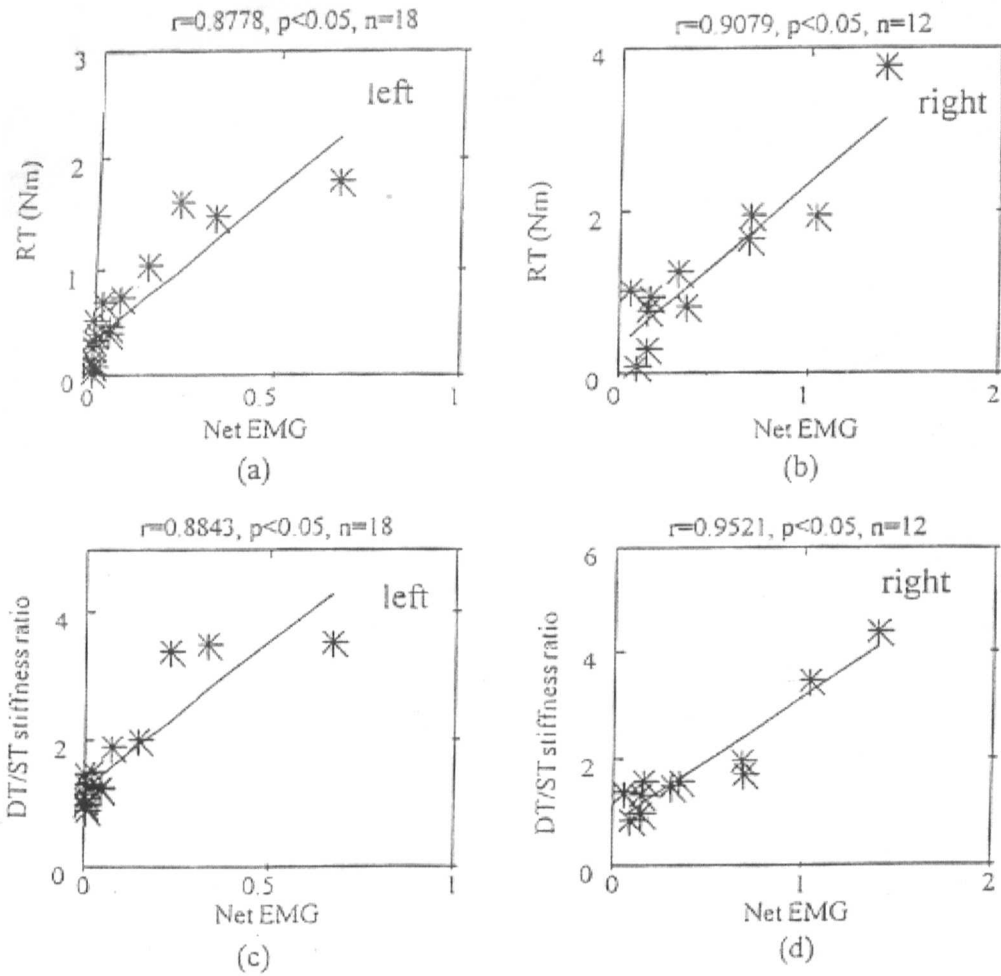 r=0.8778, p<0.05, n=18
3
2
1
0
RT (Nm)
left
0
0.5
1
Net EMG
(a)
r=0.9079, p<0.05, n=12
4
2
0
RT (Nm)
right
0
1
2
Net EMG
(b)
r=0.8843, p<0.05, n=18
4
2
0
DT/ST stiffness ratio
left
0
0.5
1
Net EMG
(c)
r=0.9521, p<0.05, n=12
6
4
2
0
DT/ST stiffness ratio
right
0
1
2
Net EMG
(d)